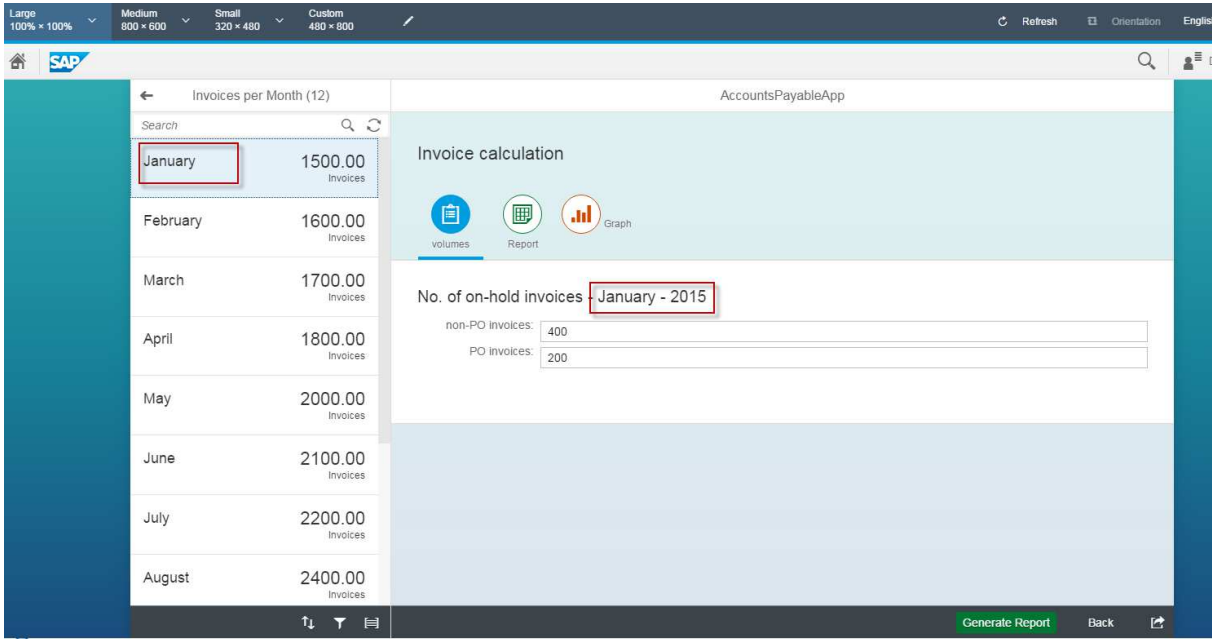 Large
100% × 100%
Medium
800 × 600
Small
320 × 480
Custom
480 × 800
Refresh
Orientation
SAP
Invoices per Month (12)
AccountsPayableApp
Search
January 1500.00
Invoices
February 1600.00
Invoices
March 1700.00
Invoices
April 1800.00
Invoices
May 2000.00
Invoices
June 2100.00
Invoices
July 2200.00
Invoices
August 2400.00
Invoices
Invoice calculation
volumes
Report
Graph
No. of on-hold invoices - January - 2015
non-PO invoices: 400
PO invoices: 200
Generate Report Back